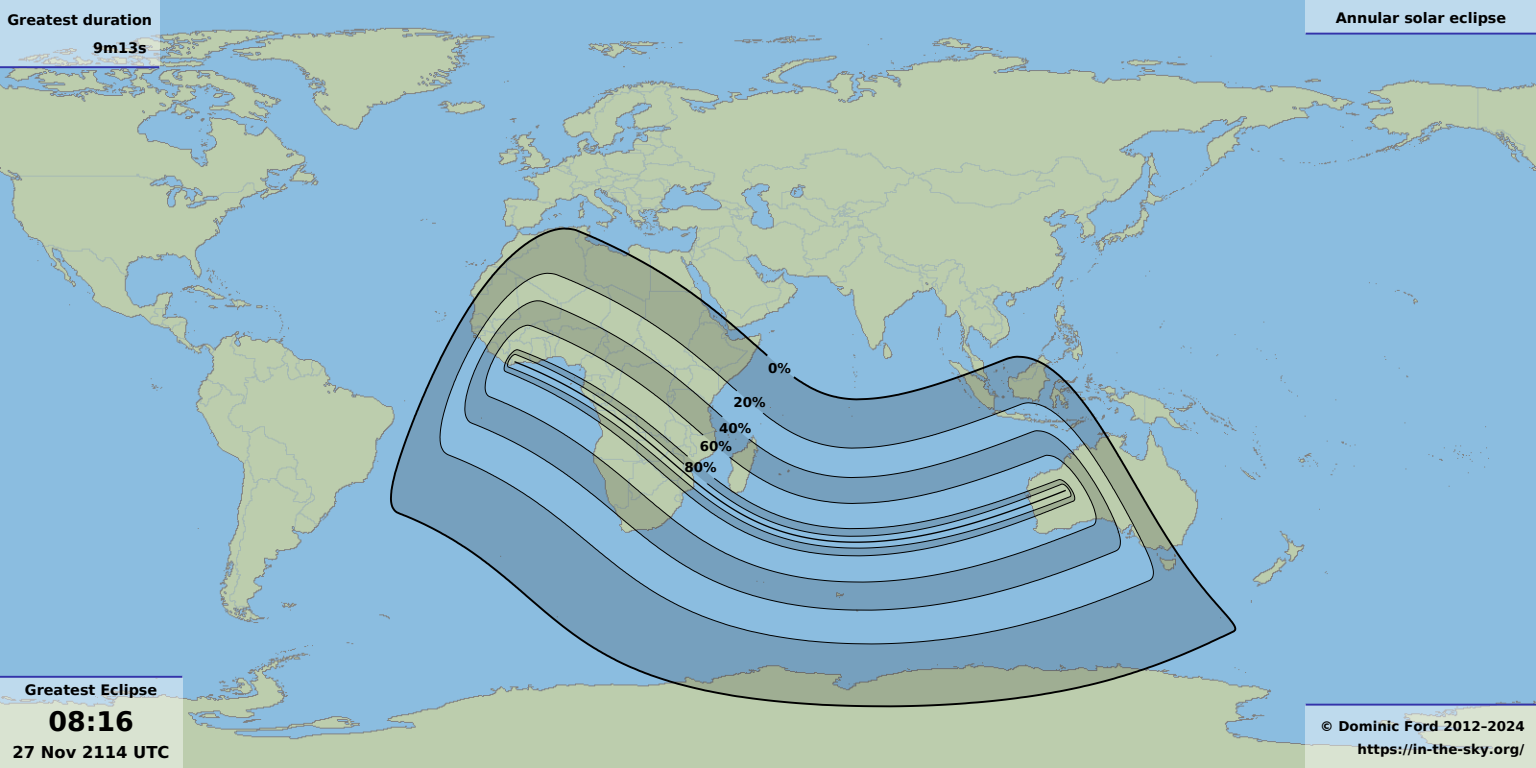 Greatest duration
9m13s
Annular solar eclipse
0%
20%
40%
60%
80%
Greatest Eclipse
08:16
27 Nov 2114 UTC
© Dominic Ford 2012–2024
https://in-the-sky.org/